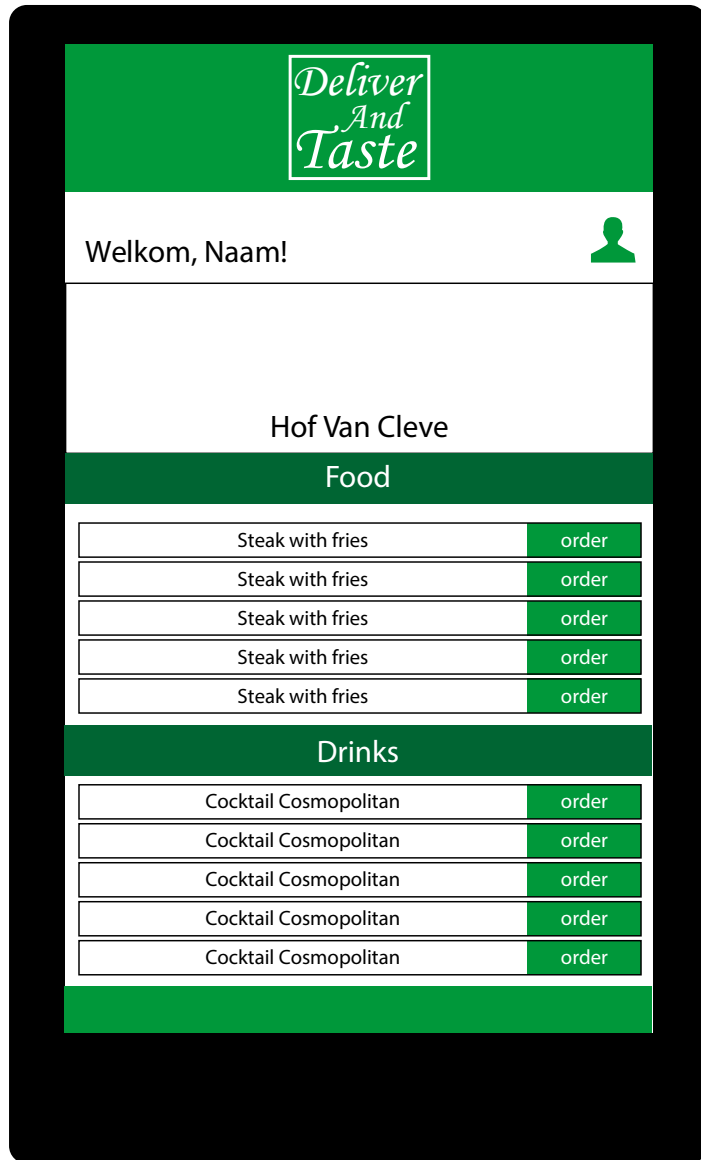 Deliver
And
Taste
Welkom, Naam!
Hof Van Cleve
Food
Steak with fries order
Steak with fries order
Steak with fries order
Steak with fries order
Steak with fries order
Drinks
Cocktail Cosmopolitan order
Cocktail Cosmopolitan order
Cocktail Cosmopolitan order
Cocktail Cosmopolitan order
Cocktail Cosmopolitan order